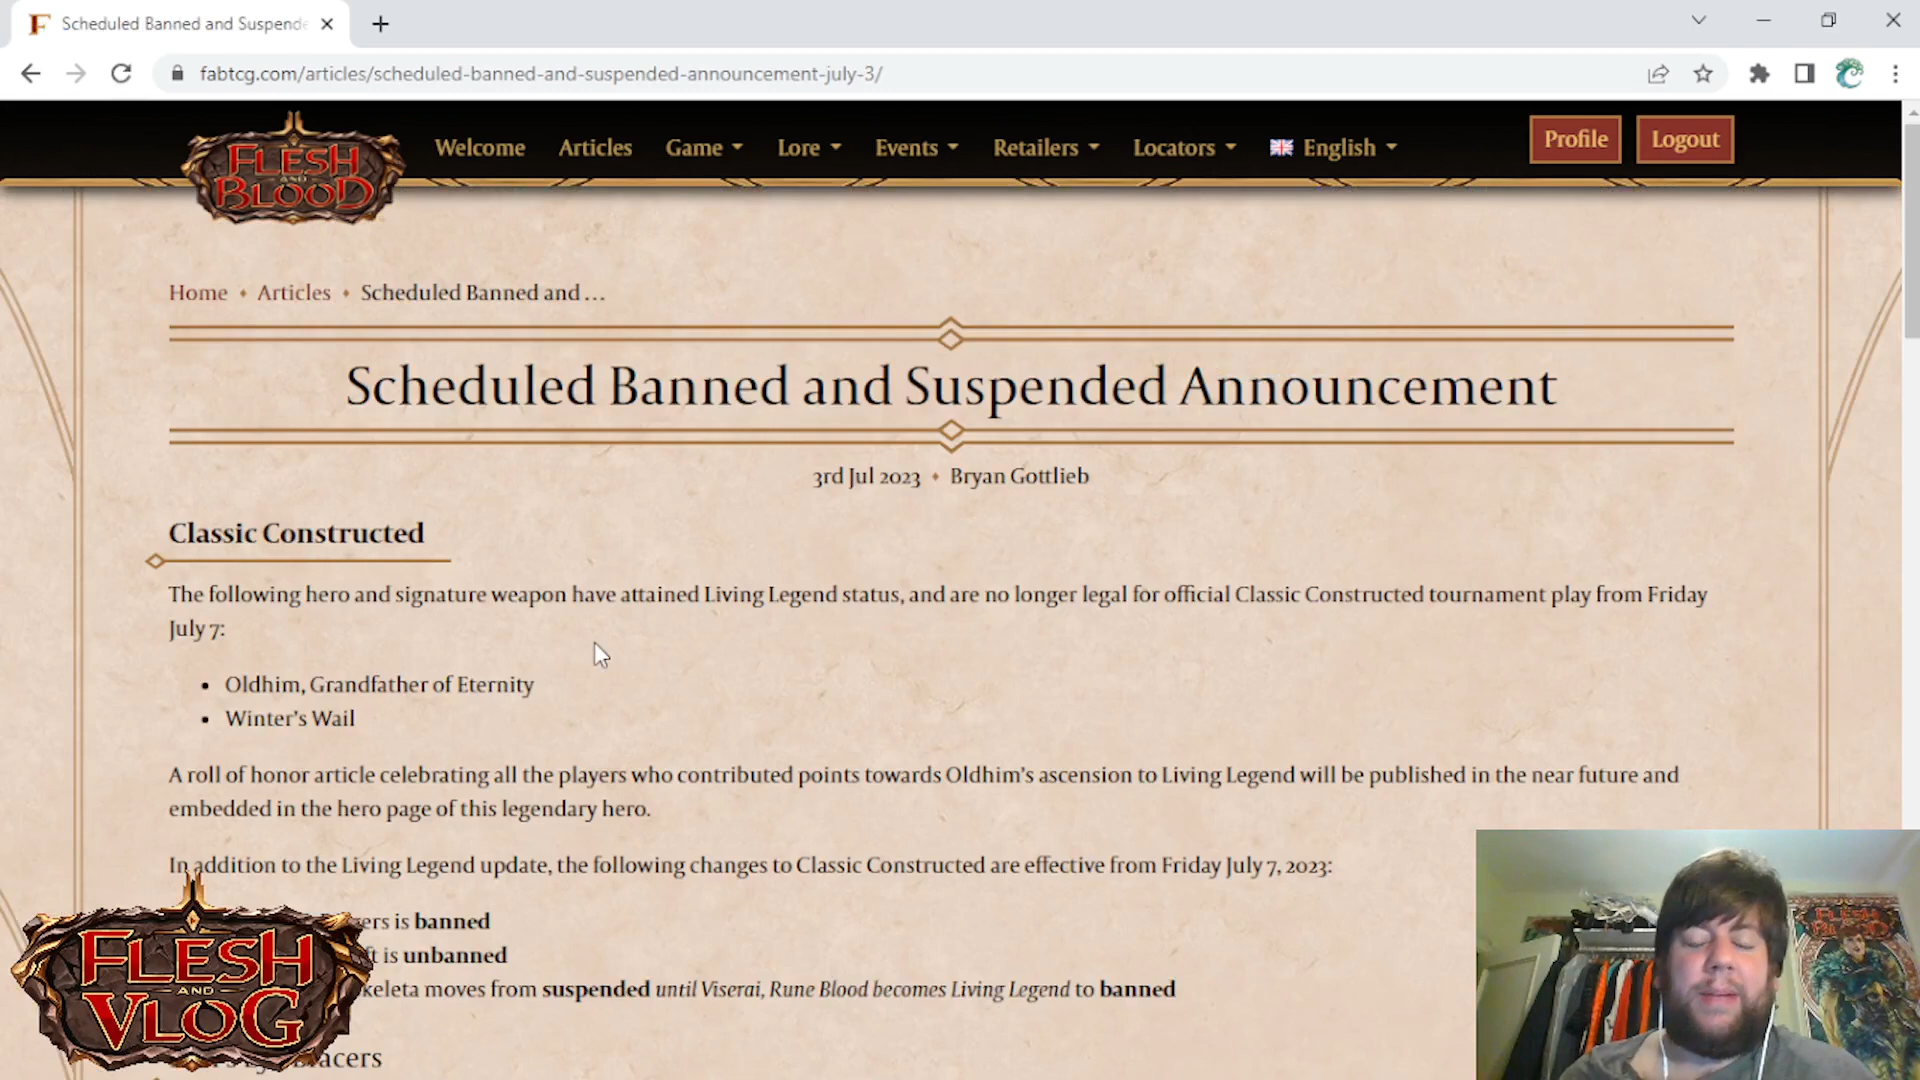 Scheduled Banned and Suspende
fabtcg.com/articles/scheduled-banned-and-suspended-announcement-july-3/
FLESH
AND
BLOOD
Welcome Articles Game Lore Events Retailers Locators English Profile Logout
Home • Articles • Scheduled Banned and ...
Scheduled Banned and Suspended Announcement
3rd Jul 2023 • Bryan Gottlieb
Classic Constructed
The following hero and signature weapon have attained Living Legend status, and are no longer legal for official Classic Constructed tournament play from Friday
July 7:
• Oldhim, Grandfather of Eternity
• Winter's Wail
A roll of honor article celebrating all the players who contributed points towards Oldhim's ascension to Living Legend will be published in the near future and
embedded in the hero page of this legendary hero.
In addition to the Living Legend update, the following changes to Classic Constructed are effective from Friday July 7, 2023:
ers is banned
t is unbanned
keleta moves from suspended until Viserai, Rune Blood becomes Living Legend to banned
acers
FLESH
AND
VLOG